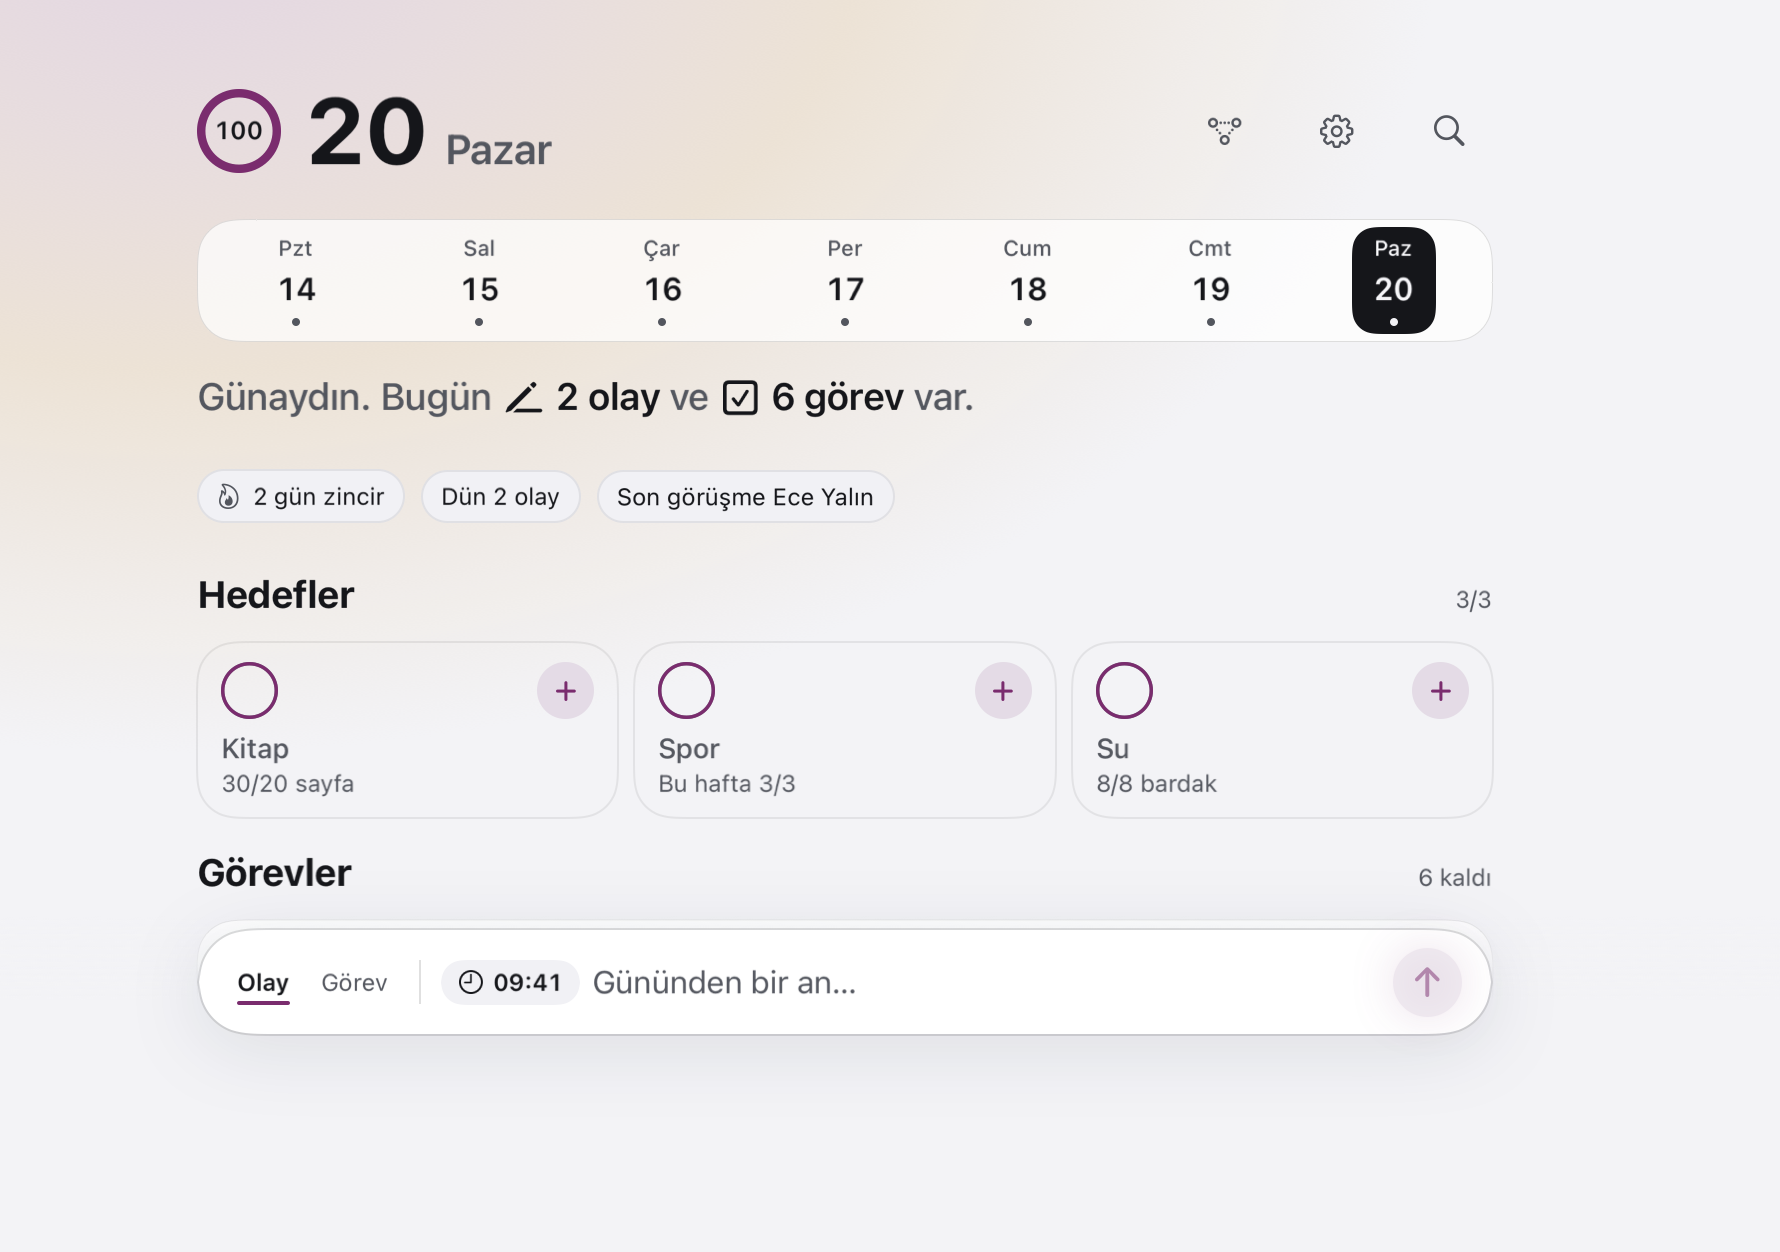 100 20 Pazar
Pzt Sal Çar Per Cum Cmt Paz
14 15 16 17 18 19 20
Günaydın. Bugün 2 olay ve 6 görev var.
2 gün zincir Dün 2 olay Son görüşme Ece Yalın
Hedefler 3/3
Kitap Spor Su
30/20 sayfa Bu hafta 3/3 8/8 bardak
Görevler 6 kaldı
Olay Görev 09:41 Gününden bir an...